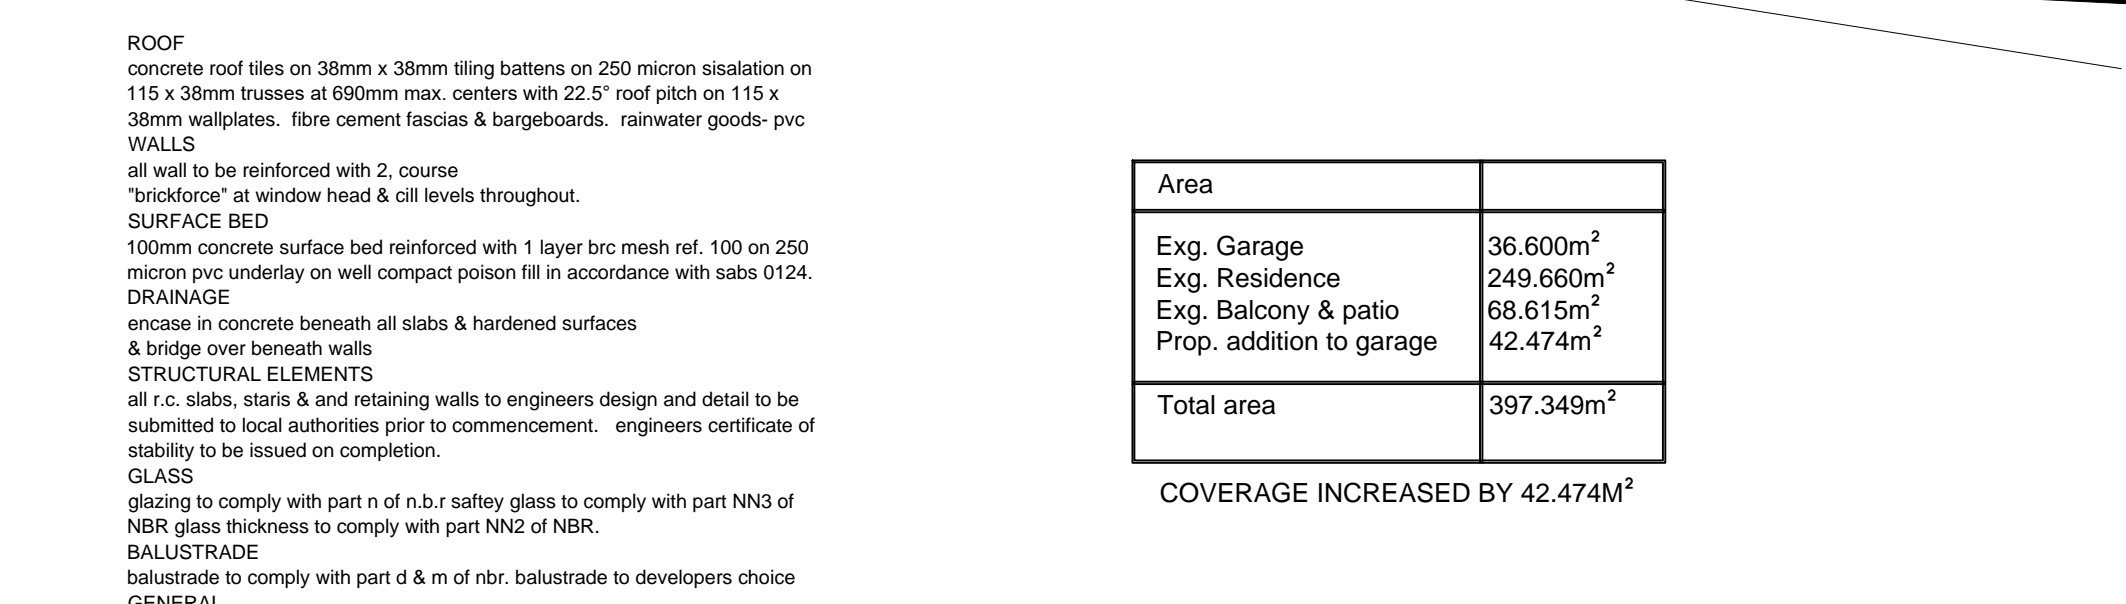 ROOF
concrete roof tiles on 38mm x 38mm tiling battens on 250 micron sisalation on
115 x 38mm trusses at 690mm max. centers with 22.5° roof pitch on 115 x
38mm wallplates.  fibre cement fascias & bargeboards.  rainwater goods- pvc
WALLS
all wall to be reinforced with 2, course
"brickforce" at window head & cill levels throughout.
SURFACE BED
100mm concrete surface bed reinforced with 1 layer brc mesh ref. 100 on 250
micron pvc underlay on well compact poison fill in accordance with sabs 0124.
DRAINAGE
encase in concrete beneath all slabs & hardened surfaces
& bridge over beneath walls
STRUCTURAL ELEMENTS
all r.c. slabs, staris & and retaining walls to engineers design and detail to be
submitted to local authorities prior to commencement.   engineers certificate of
stability to be issued on completion.
GLASS
glazing to comply with part n of n.b.r saftey glass to comply with part NN3 of
NBR glass thickness to comply with part NN2 of NBR.
BALUSTRADE
balustrade to comply with part d & m of nbr. balustrade to developers choice
GENERAL
Area
Exg. Garage 36.600m²
Exg. Residence 249.660m²
Exg. Balcony & patio 68.615m²
Prop. addition to garage 42.474m²
Total area 397.349m²
COVERAGE INCREASED BY 42.474M²